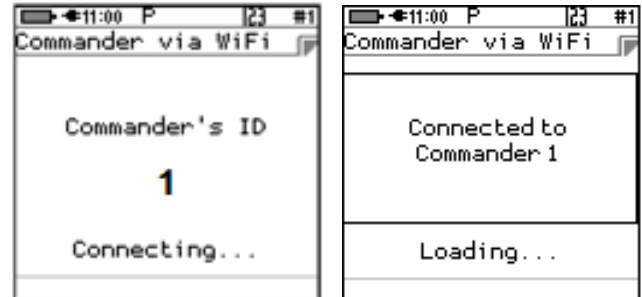 11:00 P 23 #1
Commander via WiFi
Commander's ID
1
Connecting...
11:00 P 23 #1
Commander via WiFi
Connected to
Commander 1
Loading...